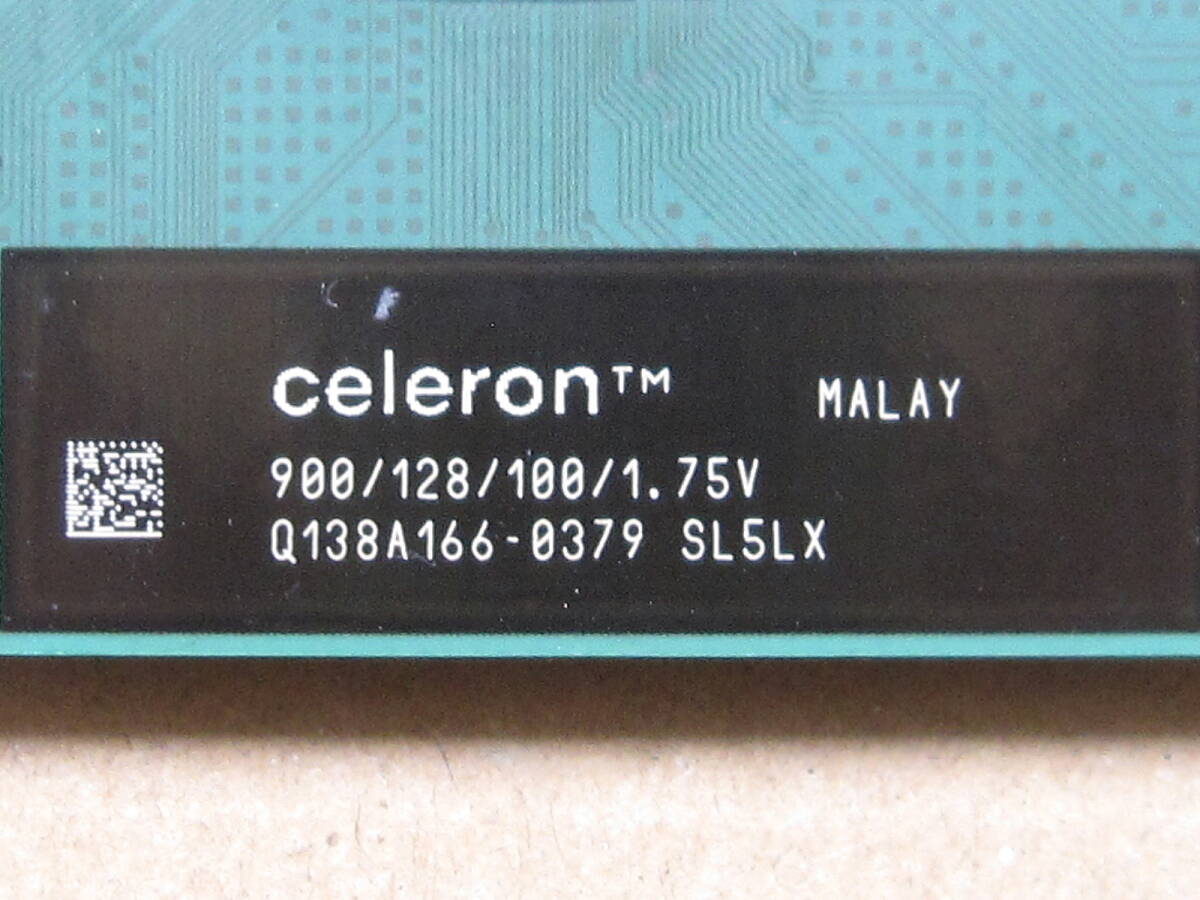 celeron™ MALAY
900/128/100/1.75V
Q138A166-0379 SL5LX